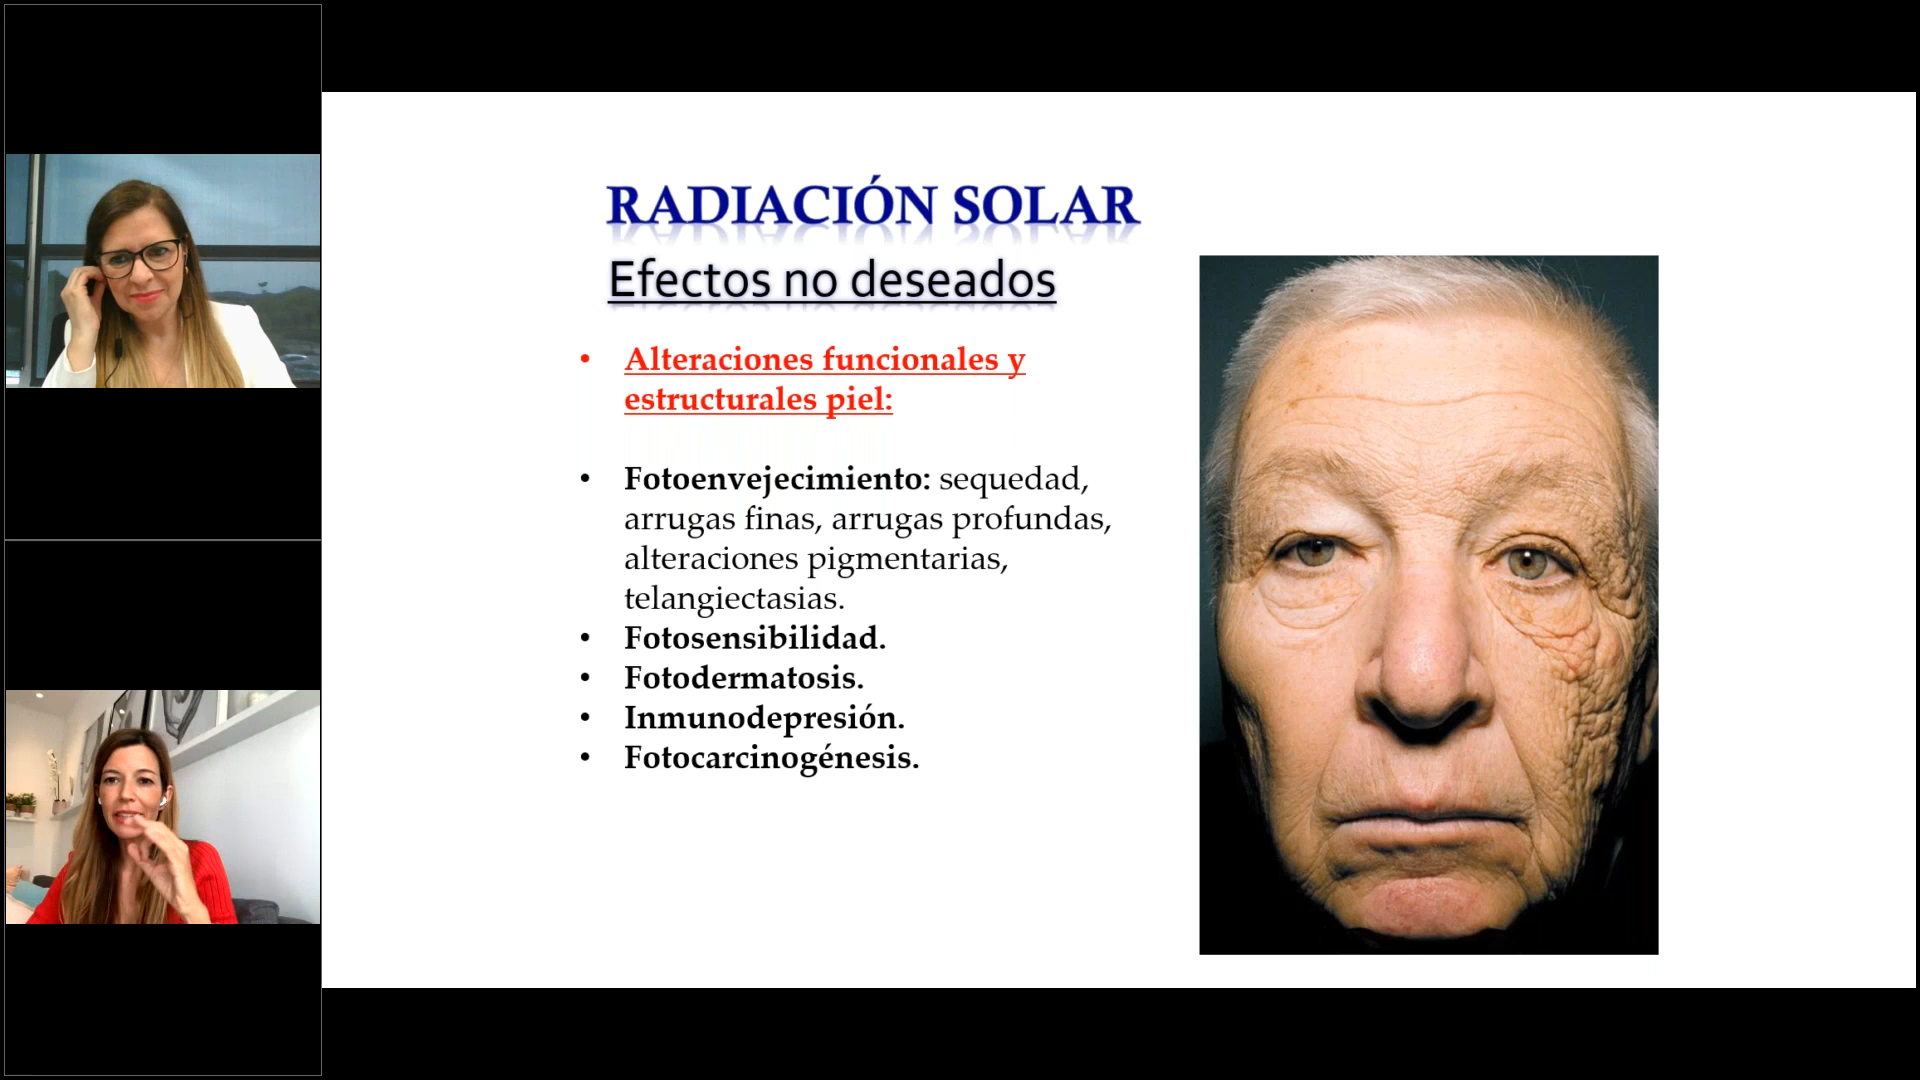 RADIACIÓN SOLAR
Efectos no deseados
• Alteraciones funcionales y
estructurales piel:
• Fotoenvejecimiento: sequedad,
arrugas finas, arrugas profundas,
alteraciones pigmentarias,
telangiectasias.
• Fotosensibilidad.
• Fotodermatosis.
• Inmunodepresión.
• Fotocarcinogénesis.